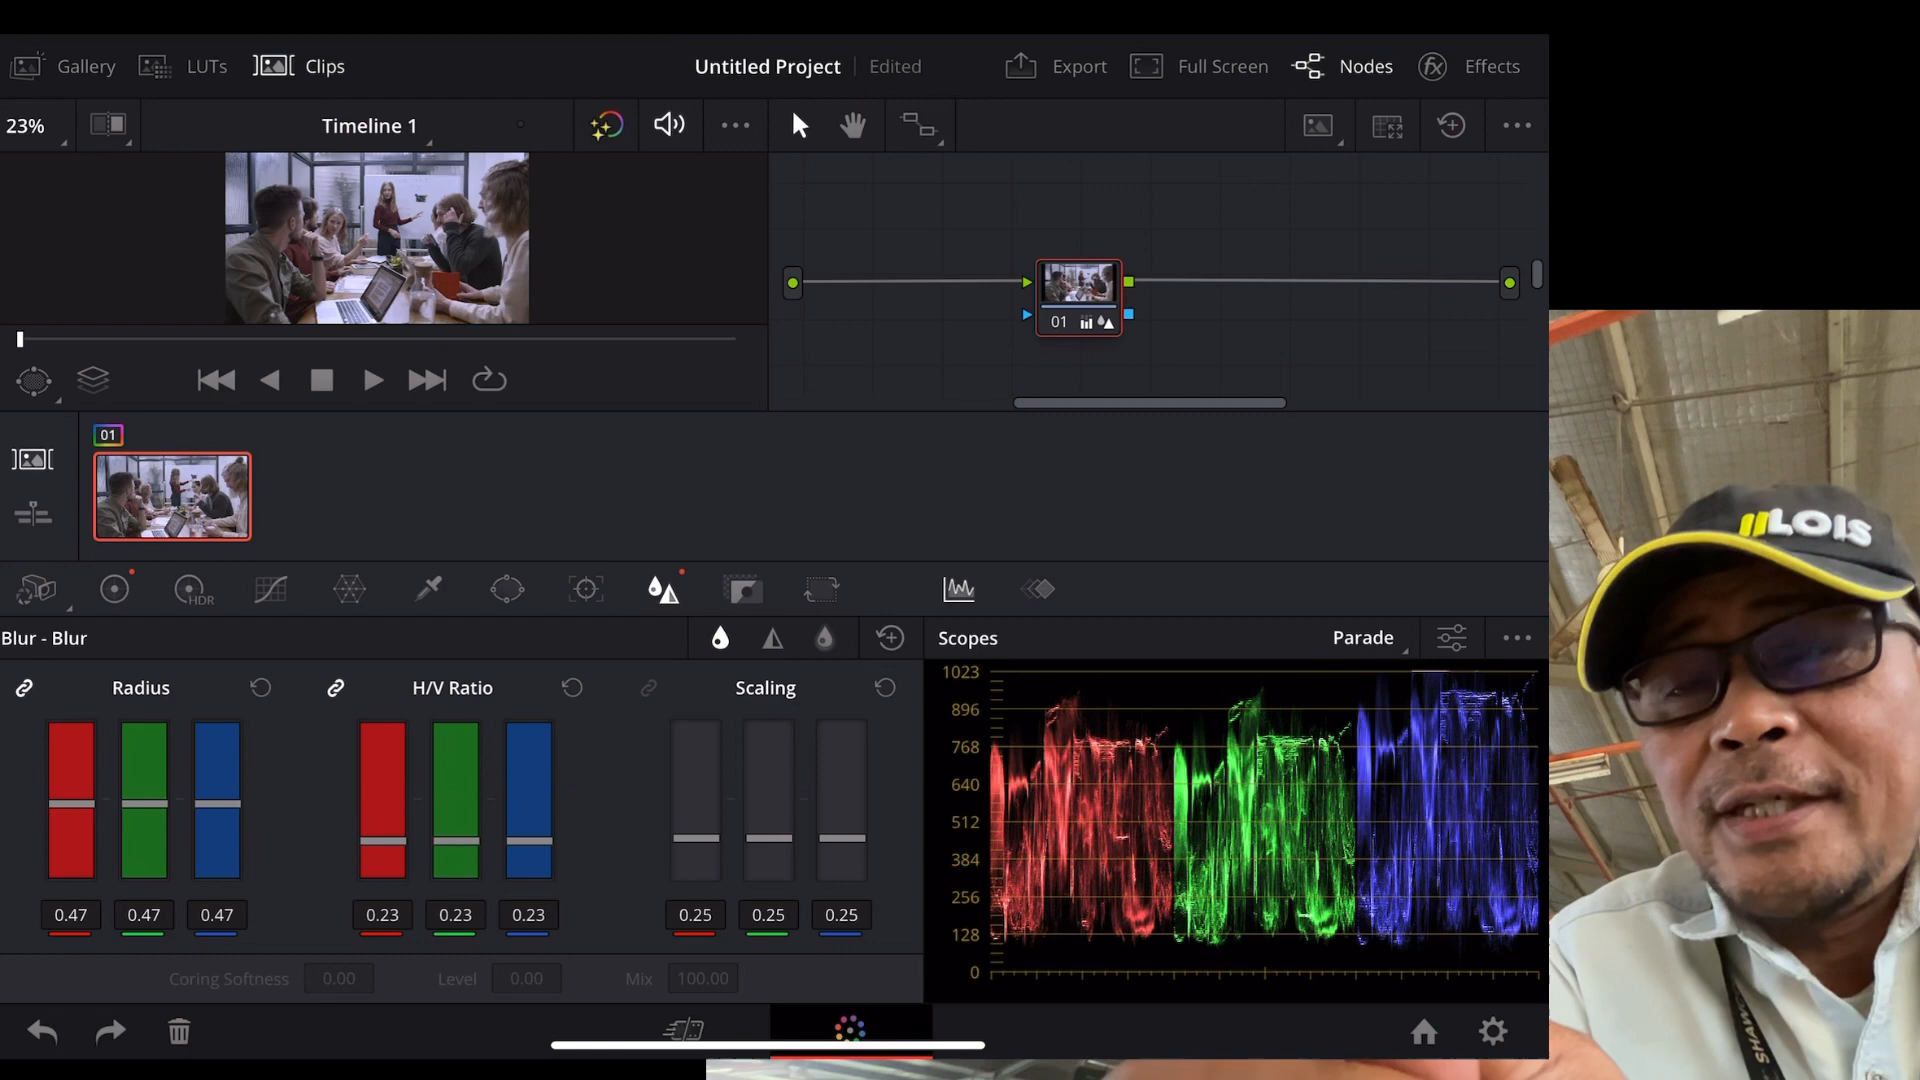 Gallery LUTs Clips Untitled Project Edited Export Full Screen Nodes Effects
23% Timeline 1
01
01
HDR
Blur - Blur
Scopes Parade
Radius H/V Ratio Scaling
0.47 0.47 0.47 0.23 0.23 0.23 0.25 0.25 0.25
Coring Softness 0.00 Level 0.00 Mix 100.00
1023
896
768
640
512
384
256
128
0
LOIS
SHAWC